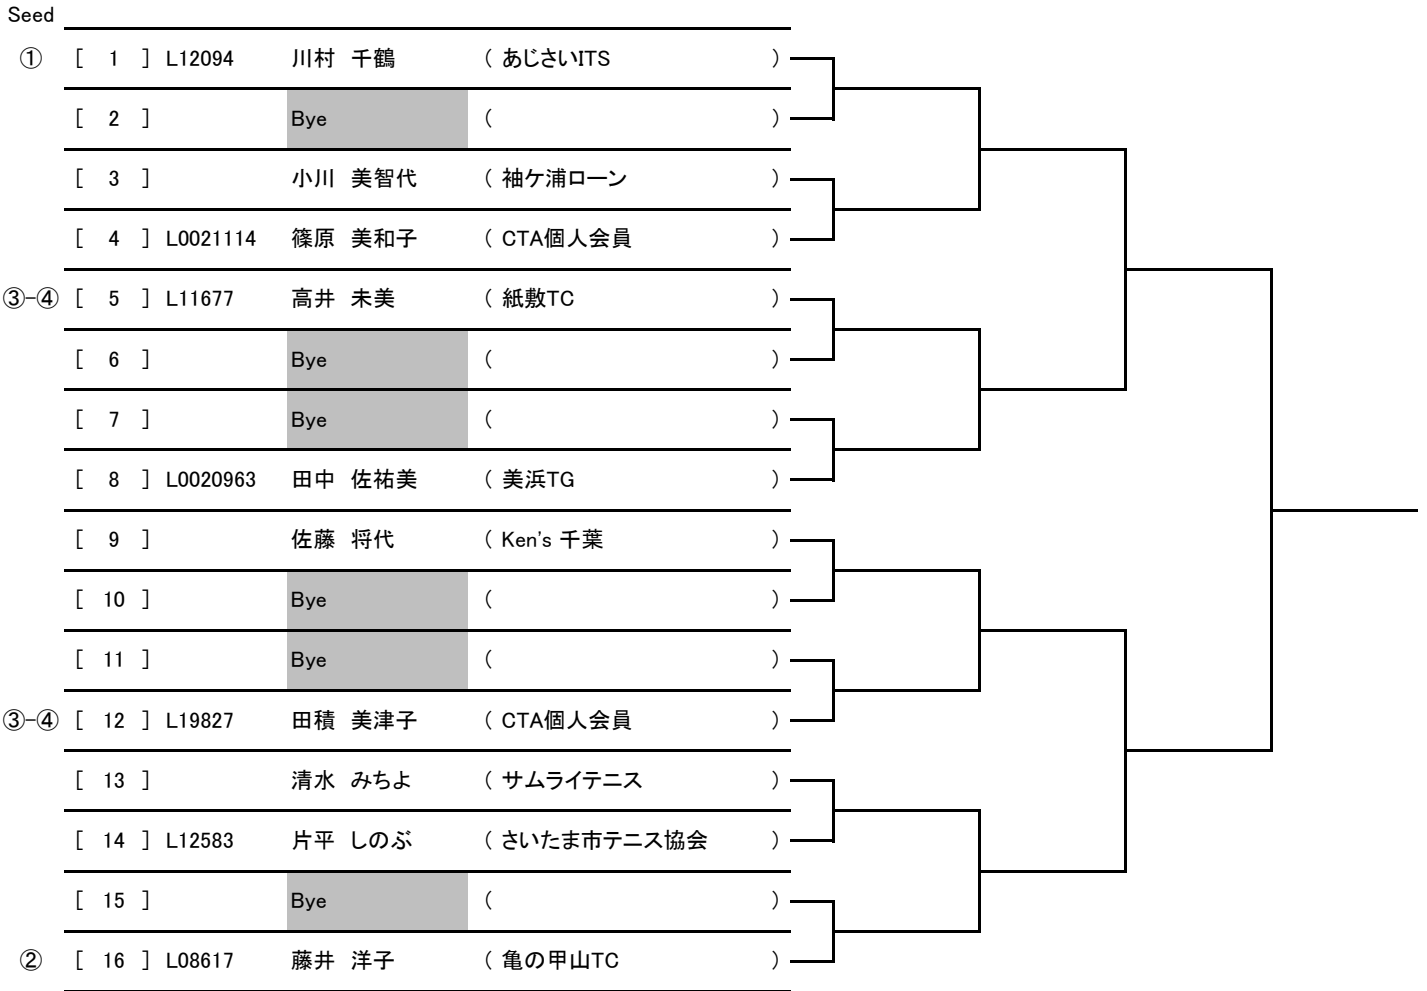 Seed
① [ 1 ] L12094 川村 千鶴 ( あじさいITS )
[ 2 ] Bye ( )
[ 3 ] 小川 美智代 ( 袖ケ浦ローン )
[ 4 ] L0021114 篠原 美和子 ( CTA個人会員 )
③-④ [ 5 ] L11677 高井 未美 ( 紙敷TC )
[ 6 ] Bye ( )
[ 7 ] Bye ( )
[ 8 ] L0020963 田中 佐祐美 ( 美浜TG )
[ 9 ] 佐藤 将代 ( Ken's 千葉 )
[ 10 ] Bye ( )
[ 11 ] Bye ( )
③-④ [ 12 ] L19827 田積 美津子 ( CTA個人会員 )
[ 13 ] 清水 みちよ ( サムライテニス )
[ 14 ] L12583 片平 しのぶ ( さいたま市テニス協会 )
[ 15 ] Bye ( )
② [ 16 ] L08617 藤井 洋子 ( 亀の甲山TC )